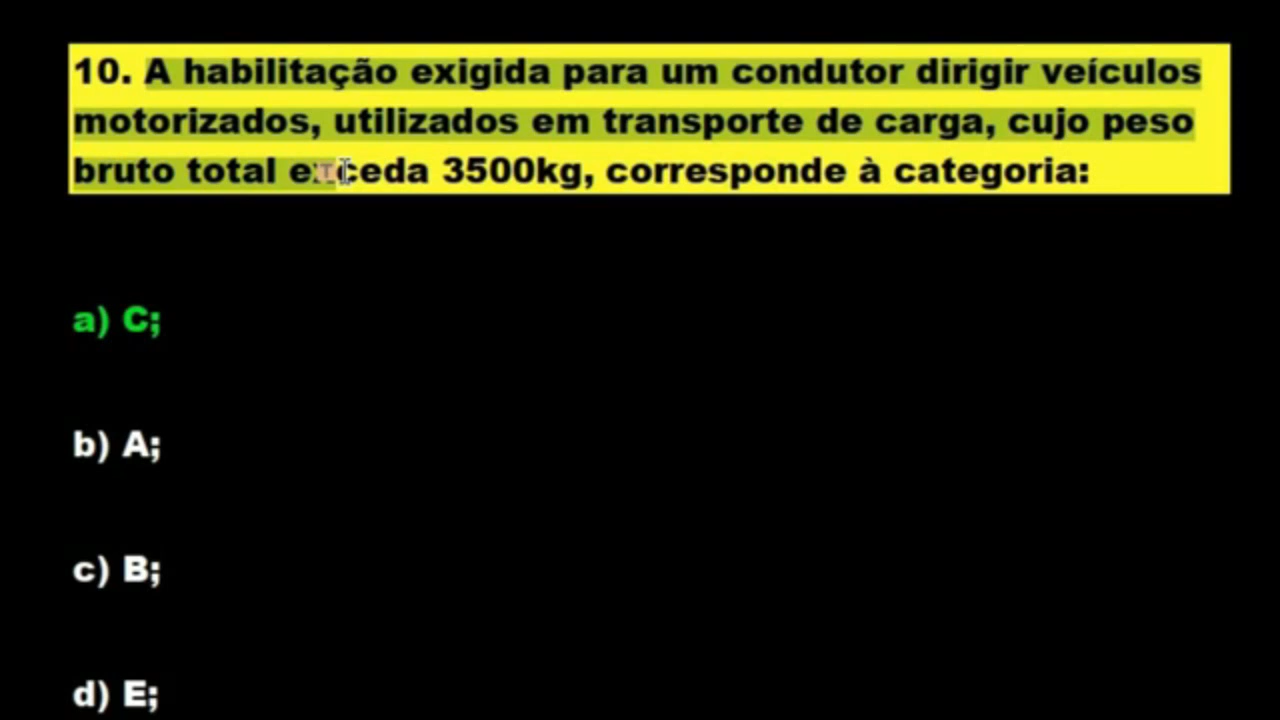 10. A habilitação exigida para um condutor dirigir veículos
motorizados, utilizados em transporte de carga, cujo peso
bruto total exceda 3500kg, corresponde à categoria:
a) C;
b) A;
c) B;
d) E;